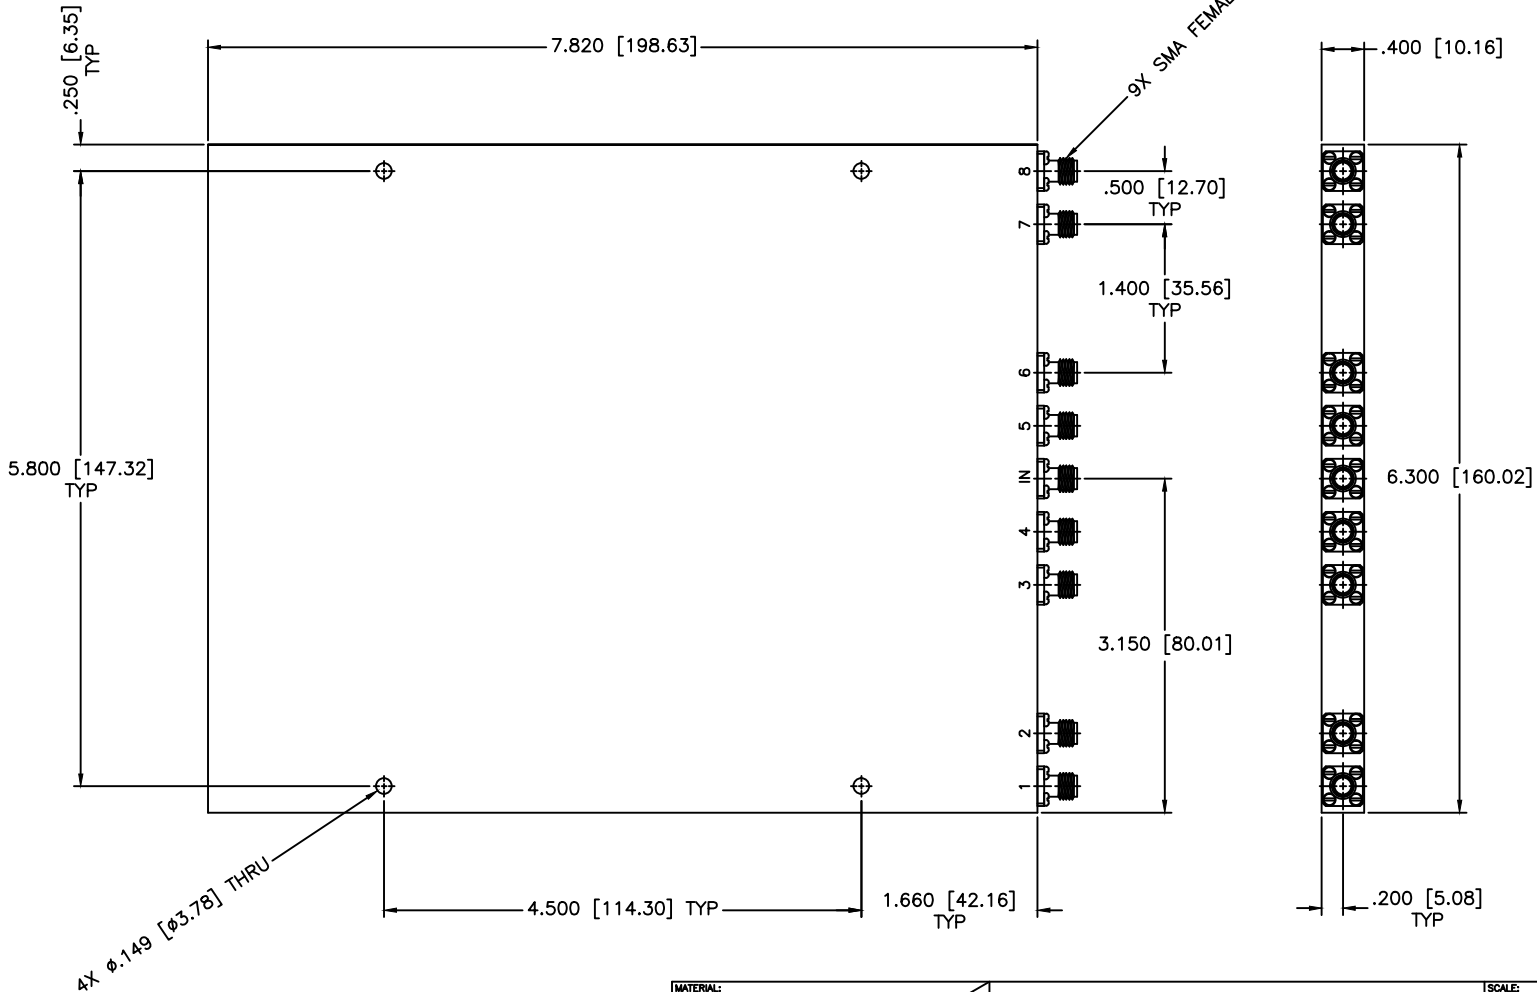 .250 [6.35]
TYP
7.820 [198.63]
9X SMA
.400 [10.16]
8
.500 [12.70]
TYP
7
1.400 [35.56]
TYP
6
5
5.800 [147.32]
TYP
IN
6.300 [160.02]
4
3
3.150 [80.01]
2
1
4X ø.149 [ø3.78] THRU
4.500 [114.30] TYP
1.660 [42.16]
TYP
.200 [5.08]
TYP
MATERIAL:
SCALE: